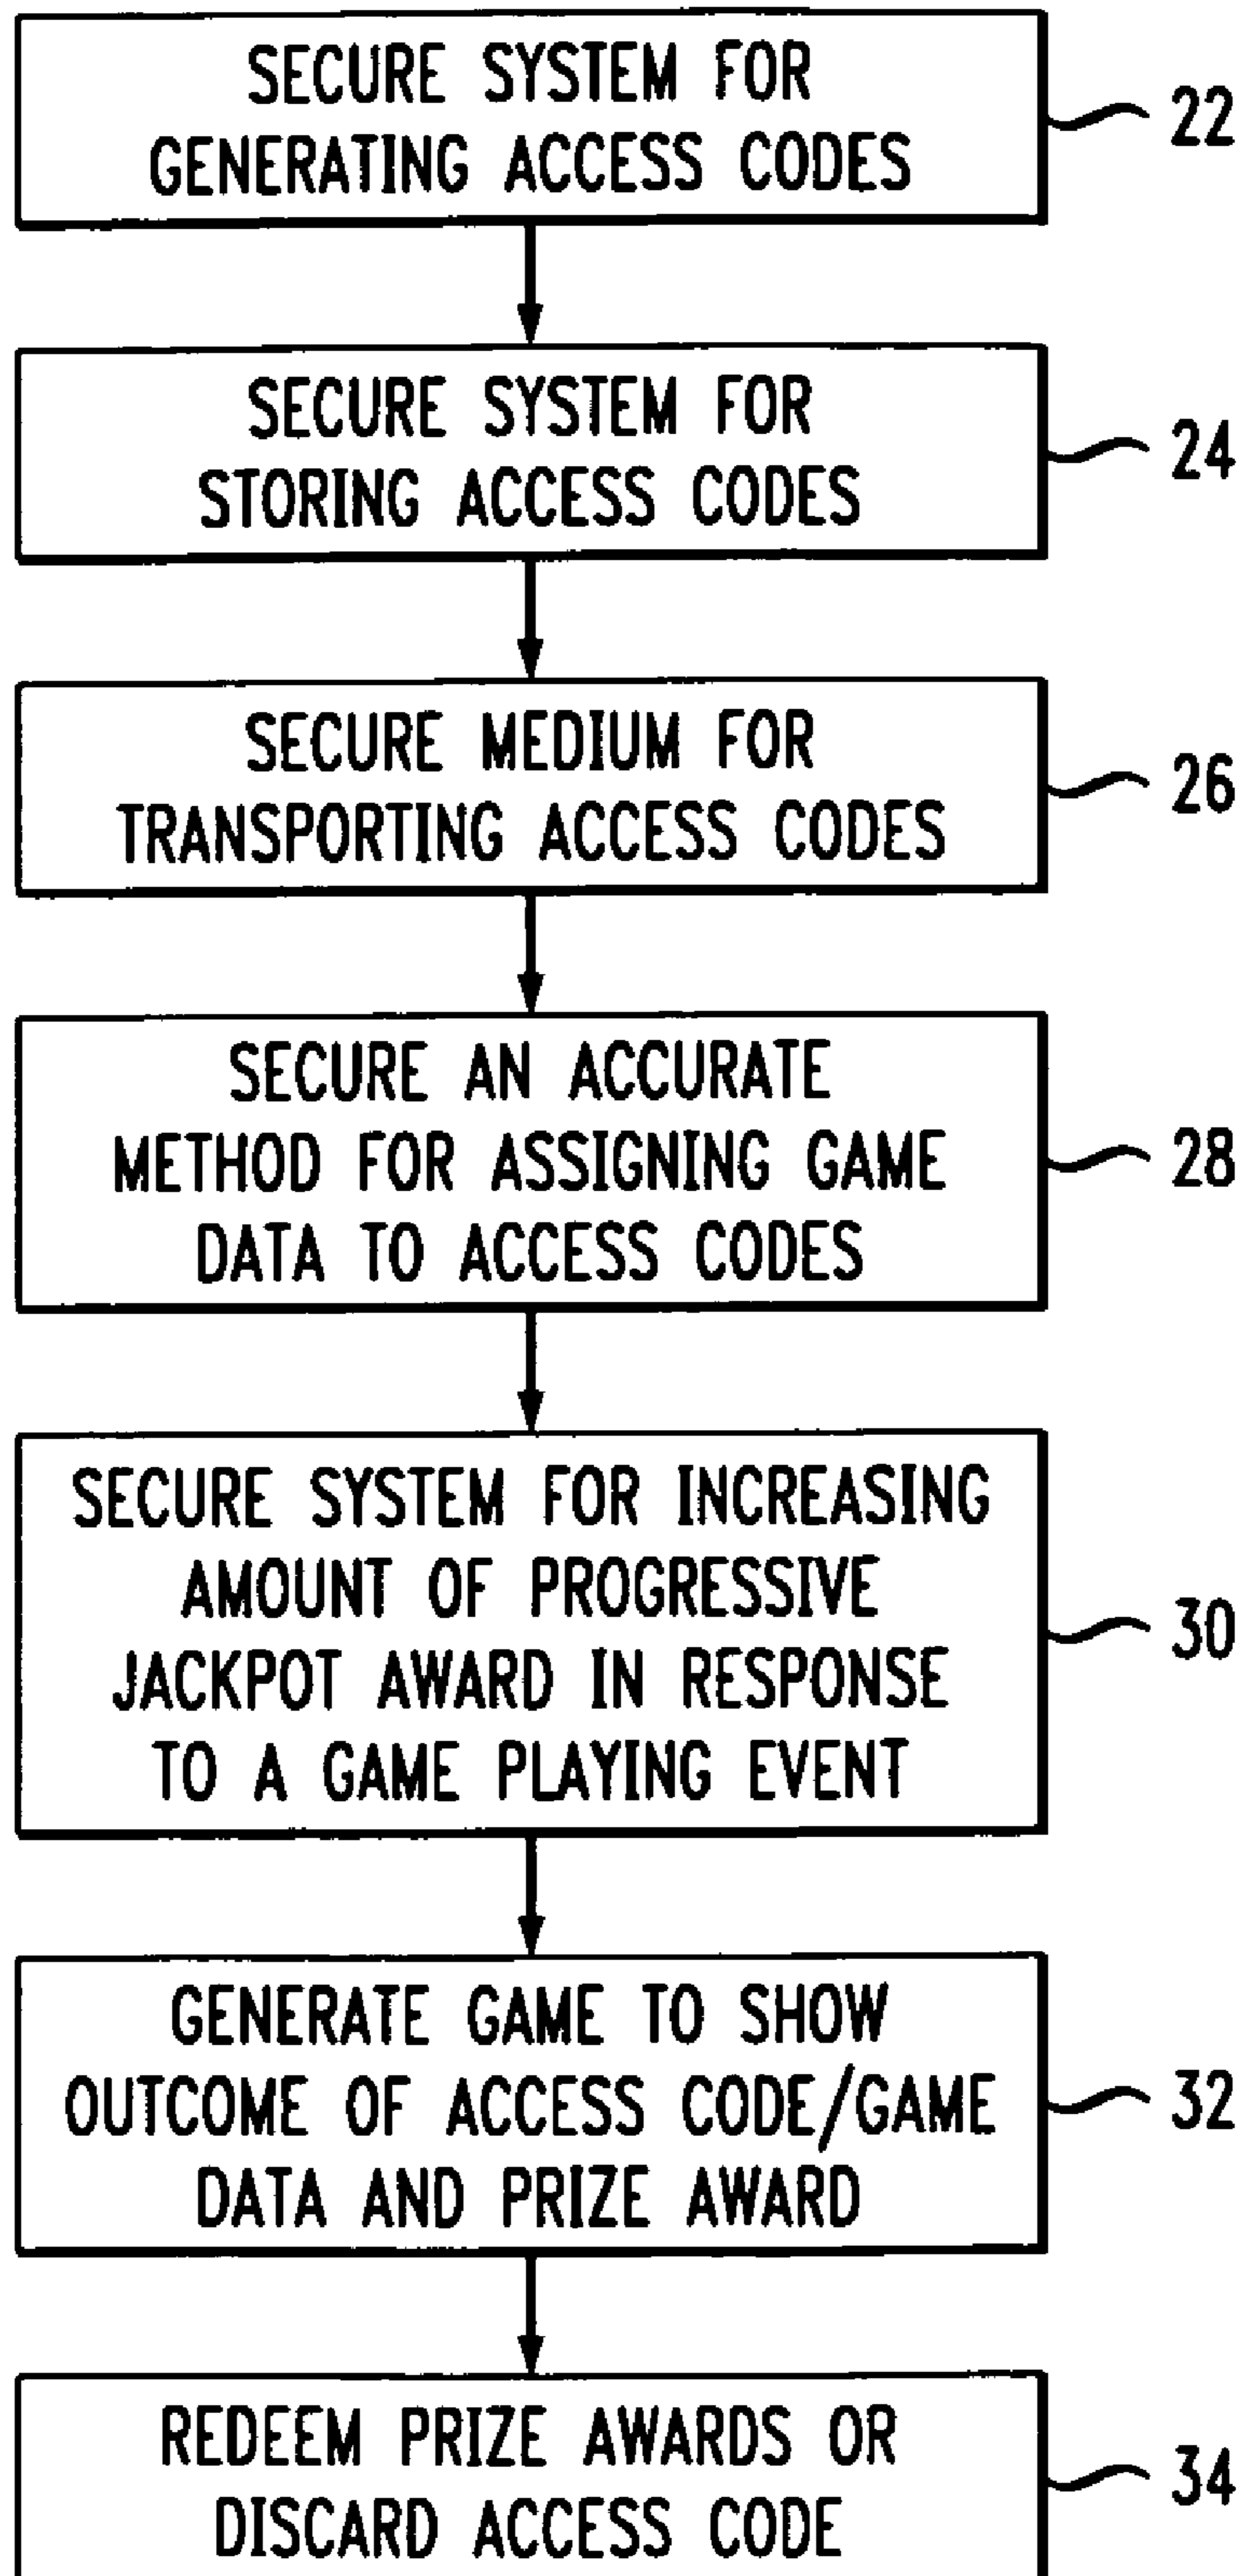 SECURE SYSTEM FOR
GENERATING ACCESS CODES
22
SECURE SYSTEM FOR
STORING ACCESS CODES
24
SECURE MEDIUM FOR
TRANSPORTING ACCESS CODES
26
SECURE AN ACCURATE
METHOD FOR ASSIGNING GAME
DATA TO ACCESS CODES
28
SECURE SYSTEM FOR INCREASING
AMOUNT OF PROGRESSIVE
JACKPOT AWARD IN RESPONSE
TO A GAME PLAYING EVENT
30
GENERATE GAME TO SHOW
OUTCOME OF ACCESS CODE/GAME
DATA AND PRIZE AWARD
32
REDEEM PRIZE AWARDS OR
DISCARD ACCESS CODE
34